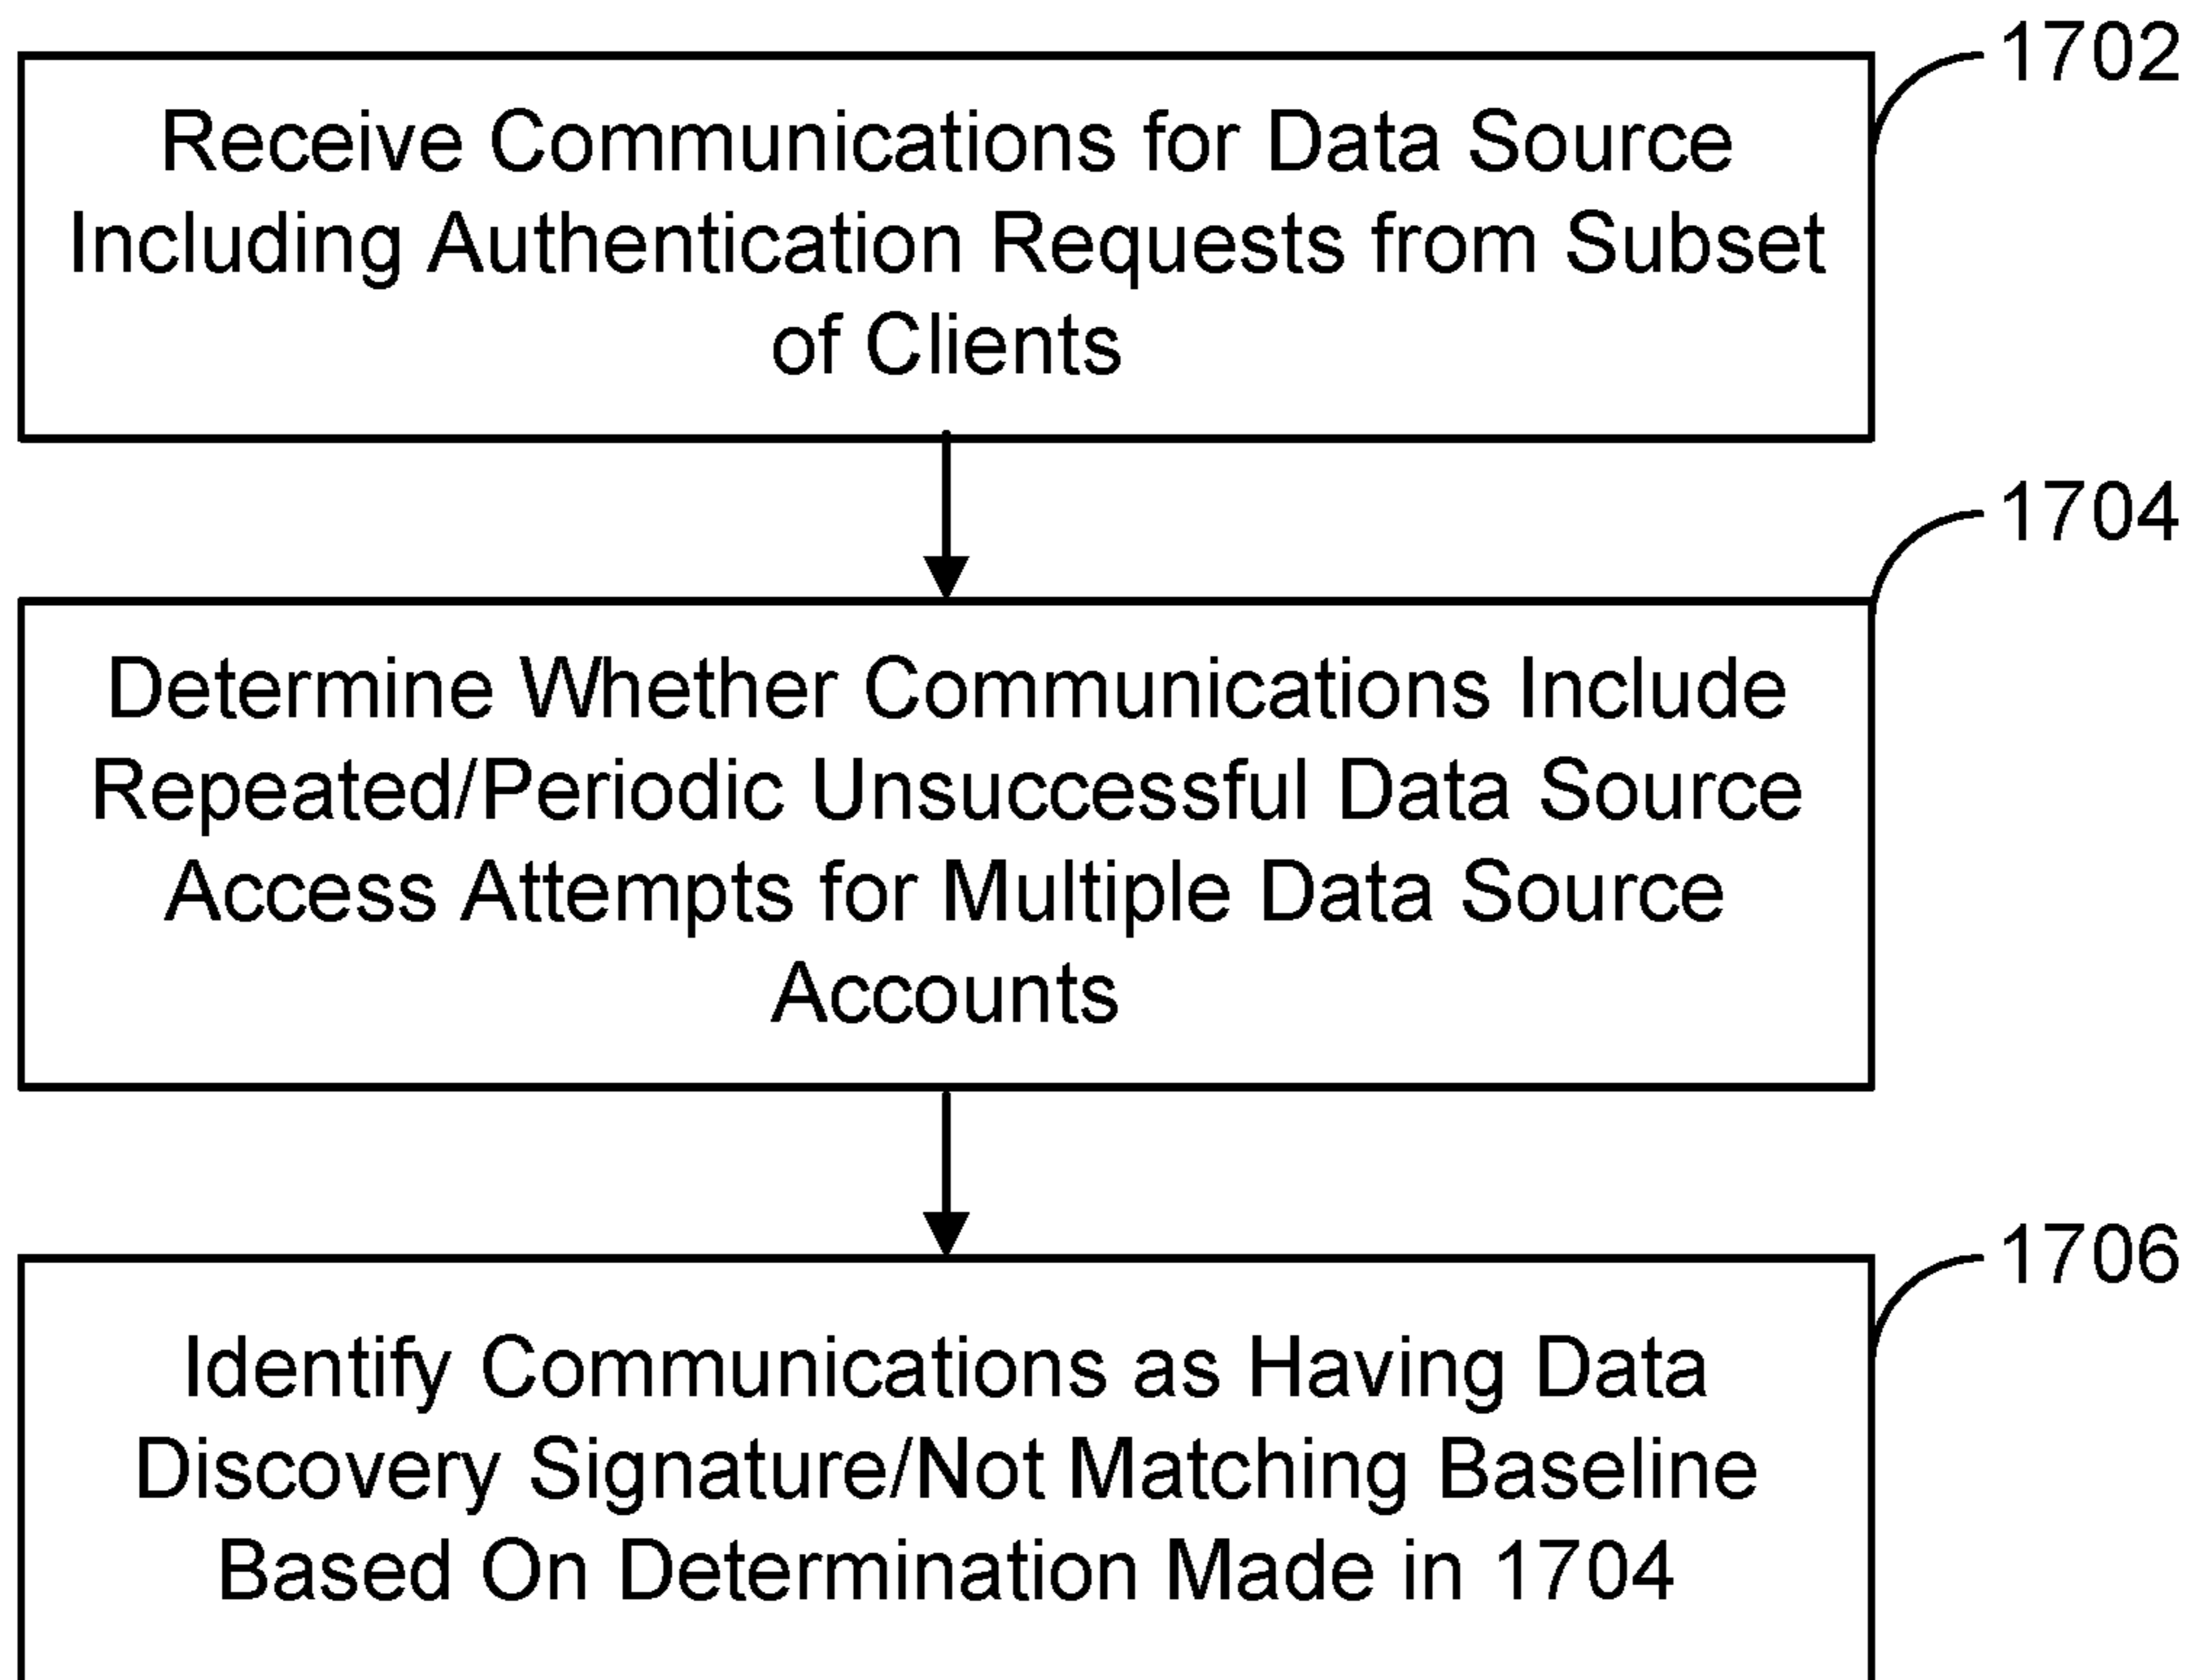 1702
Receive Communications for Data Source
Including Authentication Requests from Subset
of Clients
1704
Determine Whether Communications Include
Repeated/Periodic Unsuccessful Data Source
Access Attempts for Multiple Data Source
Accounts
1706
Identify Communications as Having Data
Discovery Signature/Not Matching Baseline
Based On Determination Made in 1704